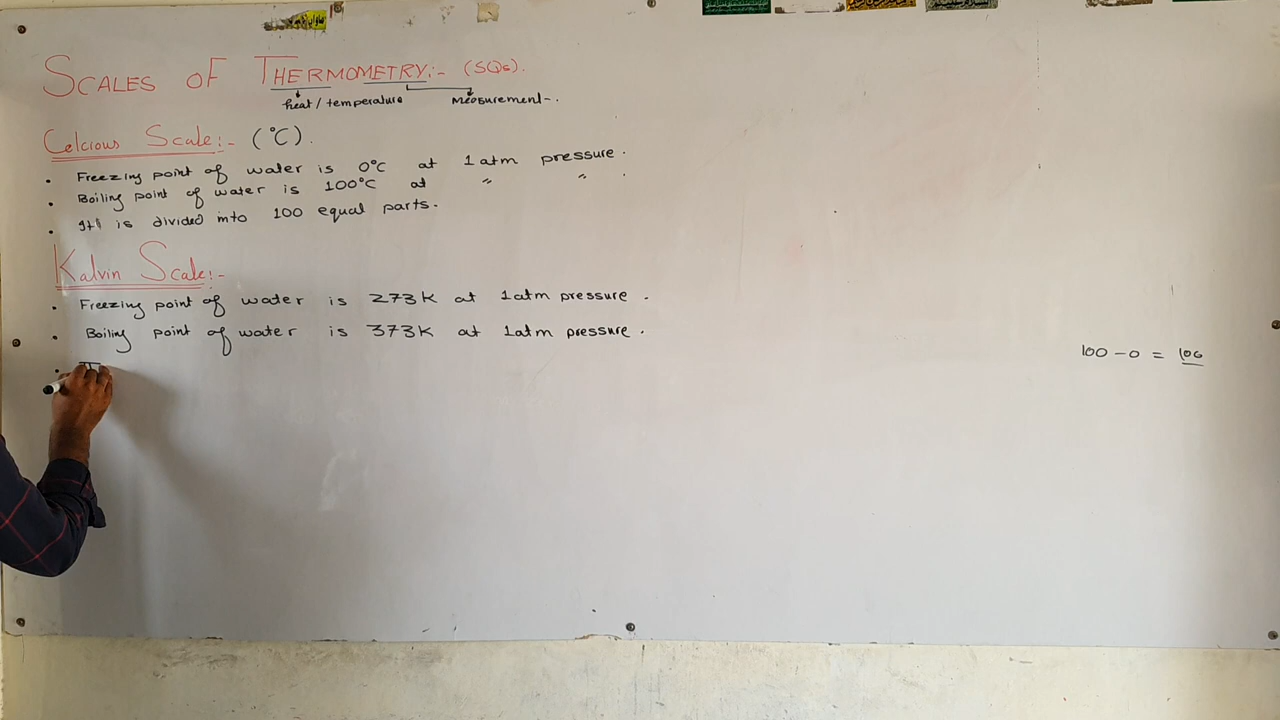 SCALES OF THERMOMETRY:- (SQs).
heat/temperature measurement-.
Celcious Scale:- (°C).
• Freezing point of water is 0°C at 1 atm pressure.
• Boiling point of water is 100°C at " " .
• It is divided into 100 equal parts.
Kalvin Scale:-
• Freezing point of water is 273K at 1atm pressure.
• Boiling point of water is 373K at 1atm pressure.
100 - 0 = 100